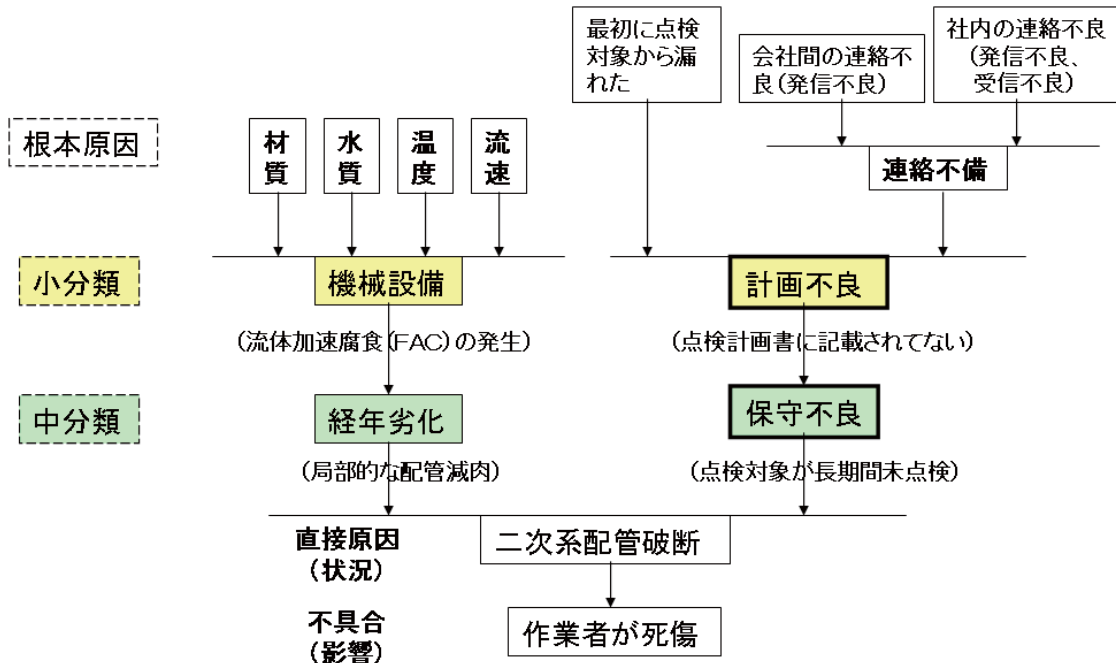 最初に点検
対象から漏
れた
会社間の連絡不
良(発信不良)
社内の連絡不良
(発信不良、
受信不良)
根本原因
材質
水質
温度
流速
連絡不備
小分類
機械設備
計画不良
(流体加速腐食(FAC)の発生)
(点検計画書に記載されてない)
中分類
経年劣化
保守不良
(局部的な配管減肉)
(点検対象が長期間未点検)
直接原因
(状況)
二次系配管破断
不具合
(影響)
作業者が死傷